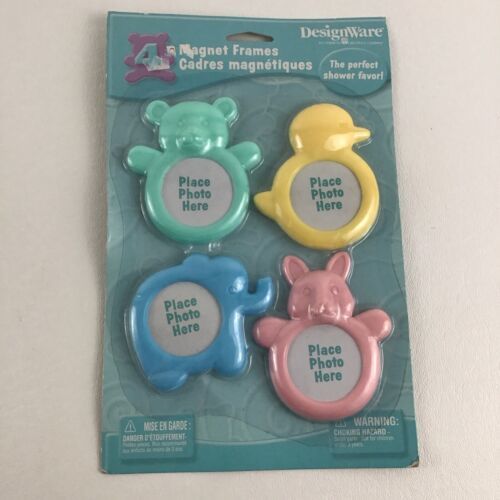 4 Magnet Frames
Cadres magnétiques
DesignWare
The perfect
shower favor!
Place
Photo
Here
Place
Photo
Here
Place
Photo
Here
Place
Photo
Here
MISE EN GARDE :
DANGER D'ÉTOUFFEMENT-
WARNING:
CHOKING HAZARD-